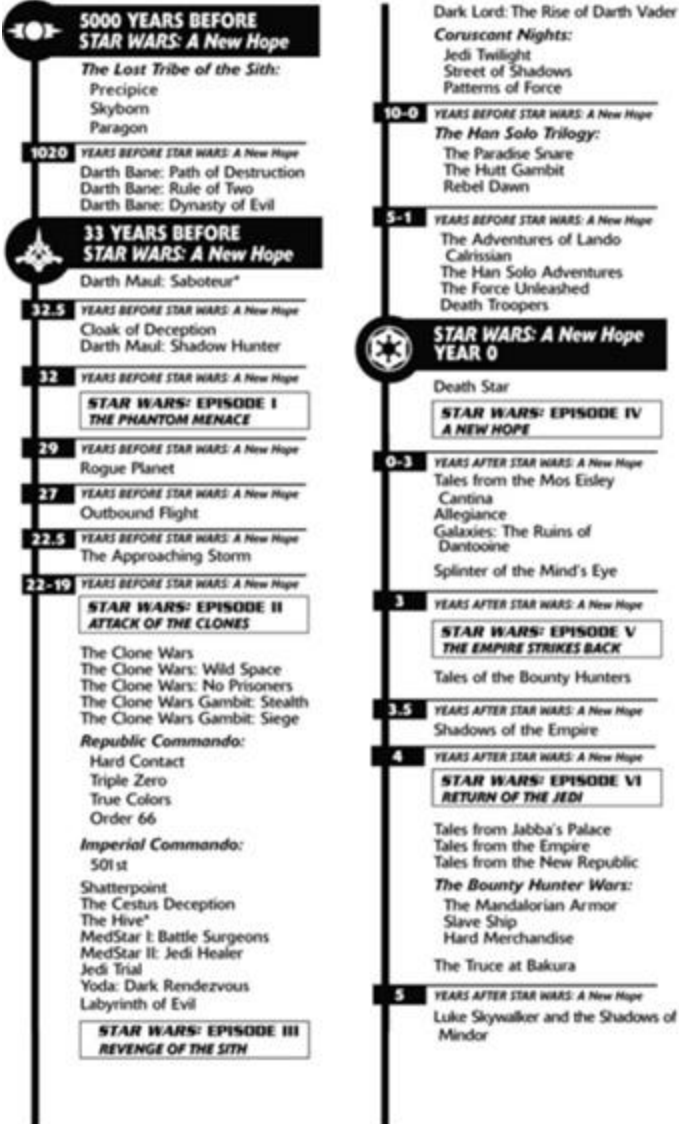 5000 YEARS BEFORE
STAR WARS: A New Hope
The Lost Tribe of the Sith:
Precipice
Skyborn
Paragon
1020 YEARS BEFORE STAR WARS: A New Hope
Darth Bane: Path of Destruction
Darth Bane: Rule of Two
Darth Bane: Dynasty of Evil
33 YEARS BEFORE
STAR WARS: A New Hope
Darth Maul: Saboteur*
32.5 YEARS BEFORE STAR WARS: A New Hope
Cloak of Deception
Darth Maul: Shadow Hunter
32 YEARS BEFORE STAR WARS: A New Hope
STAR WARS: EPISODE I
THE PHANTOM MENACE
29 YEARS BEFORE STAR WARS: A New Hope
Rogue Planet
27 YEARS BEFORE STAR WARS: A New Hope
Outbound Flight
22.5 YEARS BEFORE STAR WARS: A New Hope
The Approaching Storm
22-19 YEARS BEFORE STAR WARS: A New Hope
STAR WARS: EPISODE II
ATTACK OF THE CLONES
The Clone Wars
The Clone Wars: Wild Space
The Clone Wars: No Prisoners
The Clone Wars Gambit: Stealth
The Clone Wars Gambit: Siege
Republic Commando:
Hard Contact
Triple Zero
True Colors
Order 66
Imperial Commando:
501st
Shatterpoint
The Cestus Deception
The Hive*
MedStar I: Battle Surgeons
MedStar II: Jedi Healer
Jedi Trial
Yoda: Dark Rendezvous
Labyrinth of Evil
STAR WARS: EPISODE III
REVENGE OF THE SITH
Dark Lord: The Rise of Darth Vader
Coruscant Nights:
Jedi Twilight
Street of Shadows
Patterns of Force
10-0 YEARS BEFORE STAR WARS: A New Hope
The Han Solo Trilogy:
The Paradise Snare
The Hutt Gambit
Rebel Dawn
5-1 YEARS BEFORE STAR WARS: A New Hope
The Adventures of Lando
Calrissian
The Han Solo Adventures
The Force Unleashed
Death Troopers
STAR WARS: A New Hope
YEAR 0
Death Star
STAR WARS: EPISODE IV
A NEW HOPE
0-3 YEARS AFTER STAR WARS: A New Hope
Tales from the Mos Eisley
Cantina
Allegiance
Galaxies: The Ruins of
Dantooine
Splinter of the Mind's Eye
3 YEARS AFTER STAR WARS: A New Hope
STAR WARS: EPISODE V
THE EMPIRE STRIKES BACK
Tales of the Bounty Hunters
3.5 YEARS AFTER STAR WARS: A New Hope
Shadows of the Empire
4 YEARS AFTER STAR WARS: A New Hope
STAR WARS: EPISODE VI
RETURN OF THE JEDI
Tales from Jabba's Palace
Tales from the Empire
Tales from the New Republic
The Bounty Hunter Wars:
The Mandalorian Armor
Slave Ship
Hard Merchandise
The Truce at Bakura
5 YEARS AFTER STAR WARS: A New Hope
Luke Skywalker and the Shadows of
Mindor